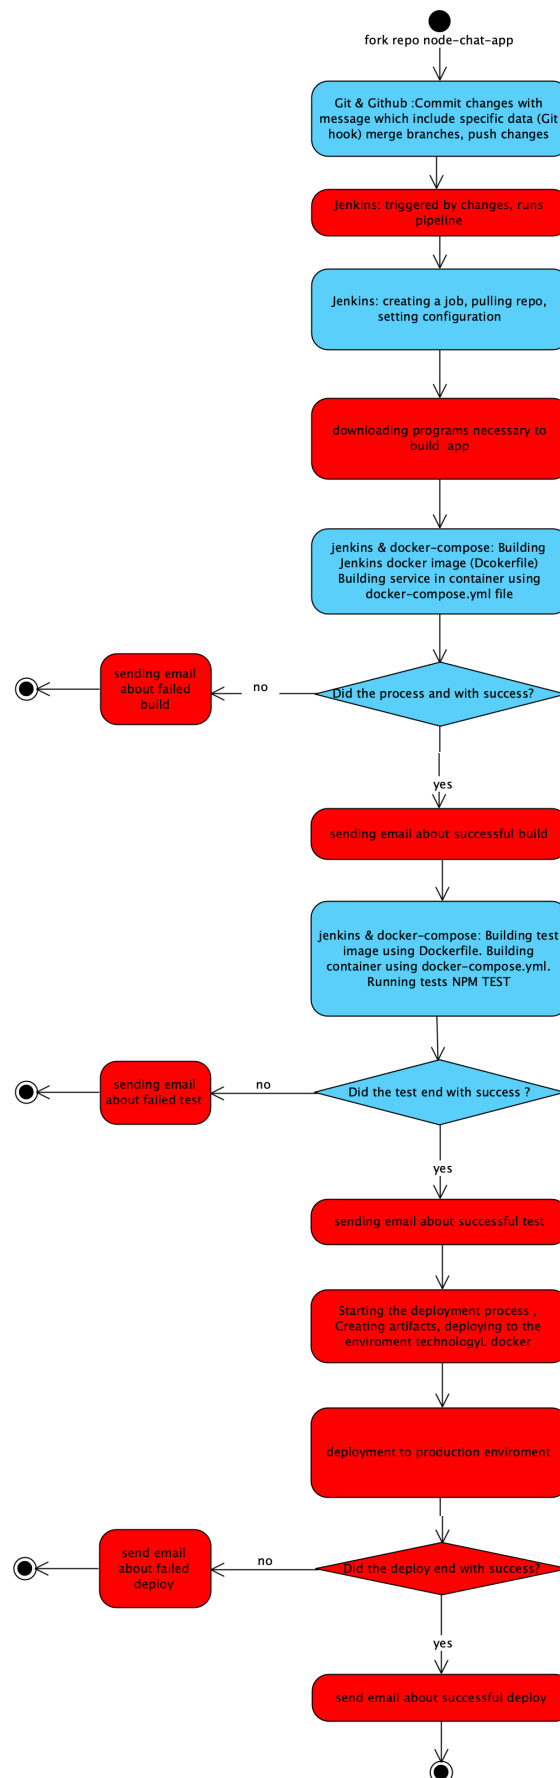 fork repo node-chat-app
Git & Github :Commit changes with
message which include specific data (Git
hook) merge branches, push changes
Jenkins: triggered by changes, runs
pipeline
Jenkins: creating a job, pulling repo,
setting configuration
downloading programs necessary to
build app
jenkins & docker-compose: Building
Jenkins docker image (Dcokerfile)
Building service in container using
docker-compose.yml file
Did the process and with success?
no
sending email
about failed
build
yes
sending email about successful build
jenkins & docker-compose: Building test
image using Dockerfile. Building
container using docker-compose.yml.
Running tests NPM TEST
Did the test end with success ?
no
sending email
about failed test
yes
sending email about successful test
Starting the deployment process ,
Creating artifacts, deploying to the
enviroment technologyL docker
deployment to production enviroment
Did the deploy end with success?
no
send email
about failed
deploy
yes
send email about successful deploy